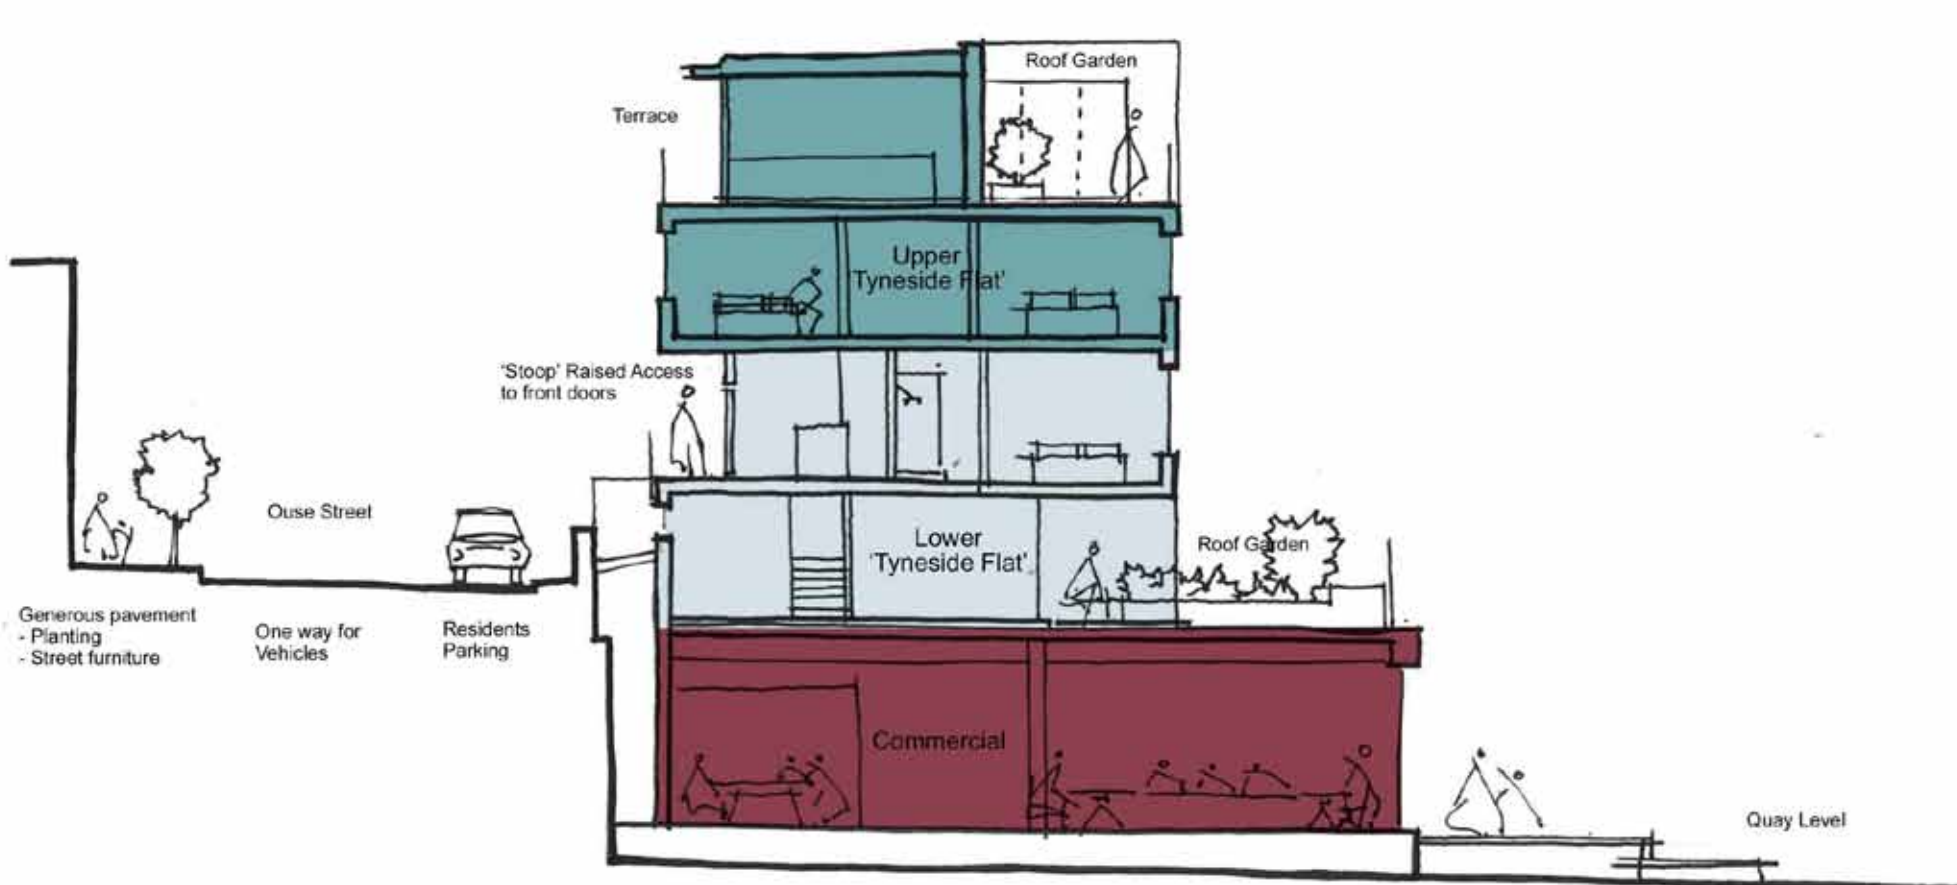 Roof Garden
Terrace
Upper
'Tyneside Flat'
'Stoop' Raised Access
to front doors
Ouse Street
Lower
'Tyneside Flat'
Roof Garden
Generous pavement
- Planting
- Street furniture
One way for
Vehicles
Residents
Parking
Commercial
Quay Level